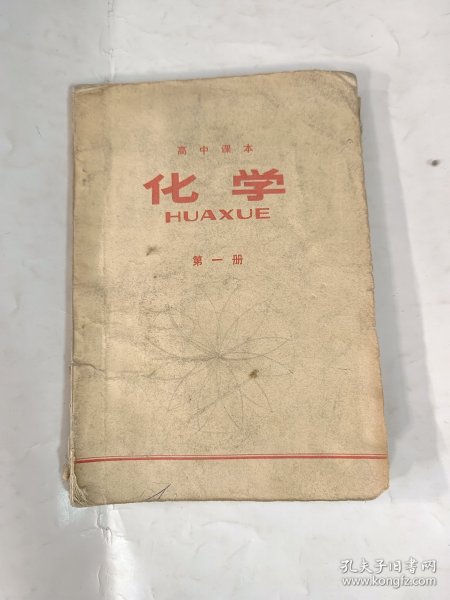 高中课本
化学
HUAXUE
第一册
孔夫子旧书网
www.kongfz.com